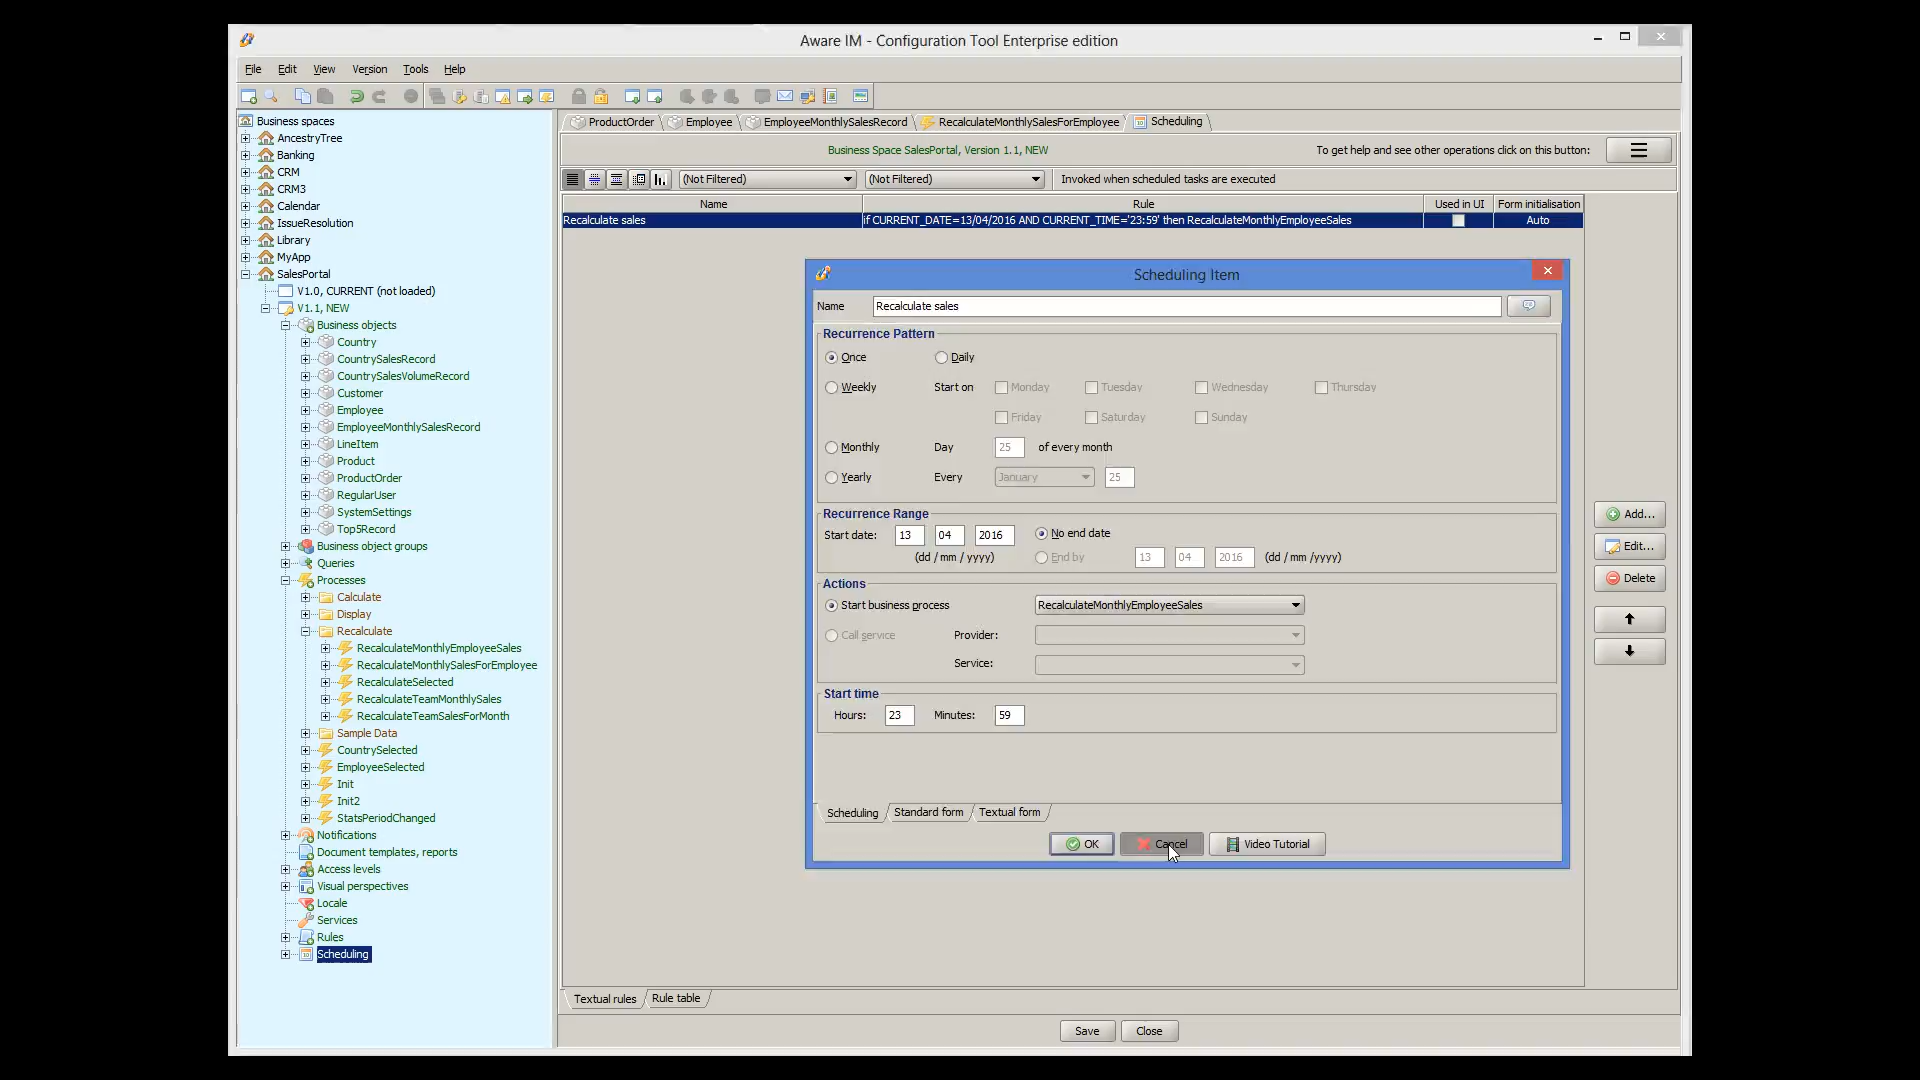 Aware IM - Configuration Tool Enterprise edition
File Edit View Version Tools Help
Business spaces
AncestryTree
Banking
CRM
CRM3
Calendar
IssueResolution
Library
MyApp
SalesPortal
V1.0, CURRENT (not loaded)
V1.1, NEW
Business objects
Country
CountrySalesRecord
CountrySalesVolumeRecord
Customer
Employee
EmployeeMonthlySalesRecord
LineItem
Product
ProductOrder
RegularUser
SystemSettings
Top5Record
Business object groups
Queries
Processes
Calculate
Display
Recalculate
RecalculateMonthlyEmployeeSales
RecalculateMonthlySalesForEmployee
RecalculateSelected
RecalculateTeamMonthlySales
RecalculateTeamSalesForMonth
Sample Data
CountrySelected
EmployeeSelected
Init
Init2
StatsPeriodChanged
Notifications
Document templates, reports
Access levels
Visual perspectives
Locale
Services
Rules
Scheduling
ProductOrder Employee EmployeeMonthlySalesRecord RecalculateMonthlySalesForEmployee Scheduling
Business Space SalesPortal, Version 1.1, NEW To get help and see other operations click on this button:
(Not Filtered) (Not Filtered) Invoked when scheduled tasks are executed
Name Rule Used in UI Form initialisation
Recalculate sales if CURRENT_DATE=13/04/2016 AND CURRENT_TIME='23:59' then RecalculateMonthlyEmployeeSales Auto
Scheduling Item
Name Recalculate sales
Recurrence Pattern
Once Daily
Weekly Start on Monday Tuesday Wednesday Thursday
Friday Saturday Sunday
Monthly Day 25 of every month
Yearly Every January 25
Recurrence Range
Start date: 13 04 2016 No end date
(dd / mm / yyyy) End by 13 04 2016 (dd / mm /yyyy)
Actions
Start business process RecalculateMonthlyEmployeeSales
Call service Provider:
Service:
Start time
Hours: 23 Minutes: 59
Scheduling Standard form Textual form
OK Cancel Video Tutorial
Add...
Edit...
Delete
Textual rules Rule table
Save Close